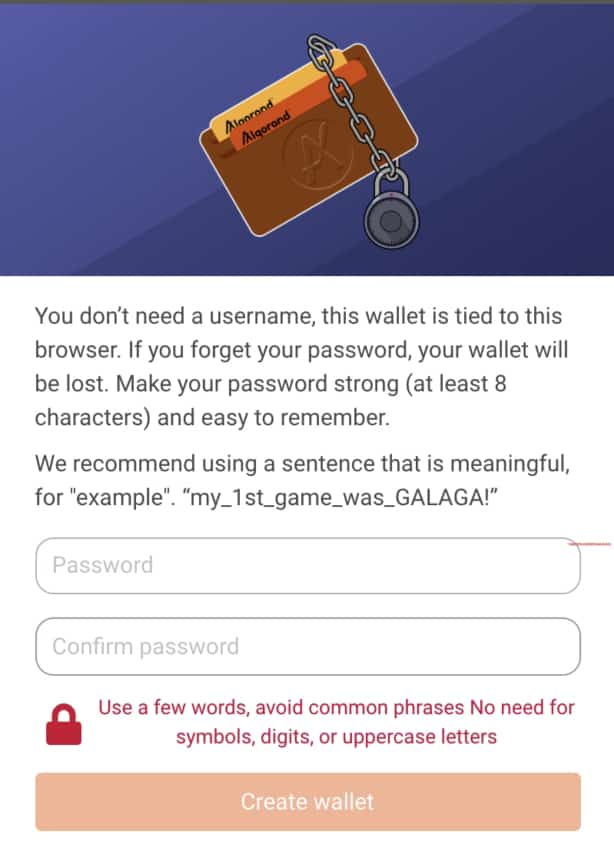 Algorand
Algorand
You don’t need a username, this wallet is tied to this
browser. If you forget your password, your wallet will
be lost. Make your password strong (at least 8
characters) and easy to remember.
We recommend using a sentence that is meaningful,
for "example". “my_1st_game_was_GALAGA!”
Password
Confirm password
Use a few words, avoid common phrases No need for
symbols, digits, or uppercase letters
Create wallet